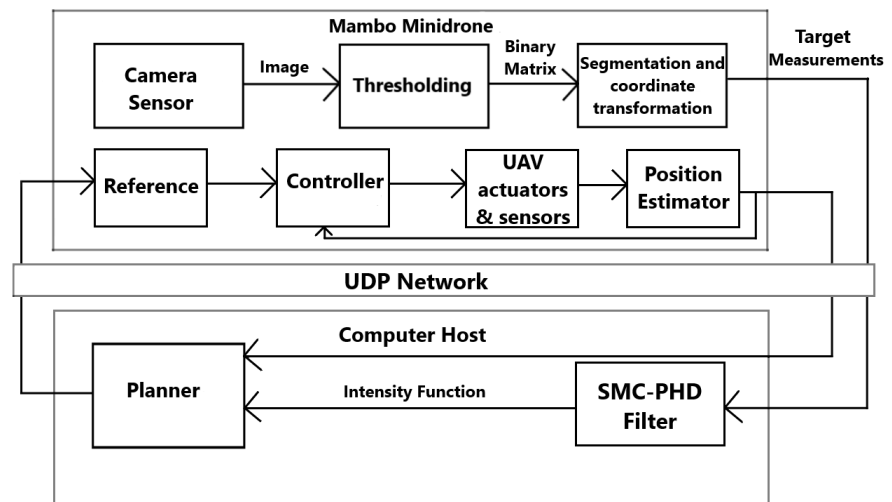 Mambo Minidrone
Camera
Sensor
Image
Thresholding
Binary
Matrix
Segmentation and
coordinate
transformation
Target
Measurements
Reference
Controller
UAV
actuators
& sensors
Position
Estimator
UDP Network
Computer Host
Planner
Intensity Function
SMC-PHD
Filter